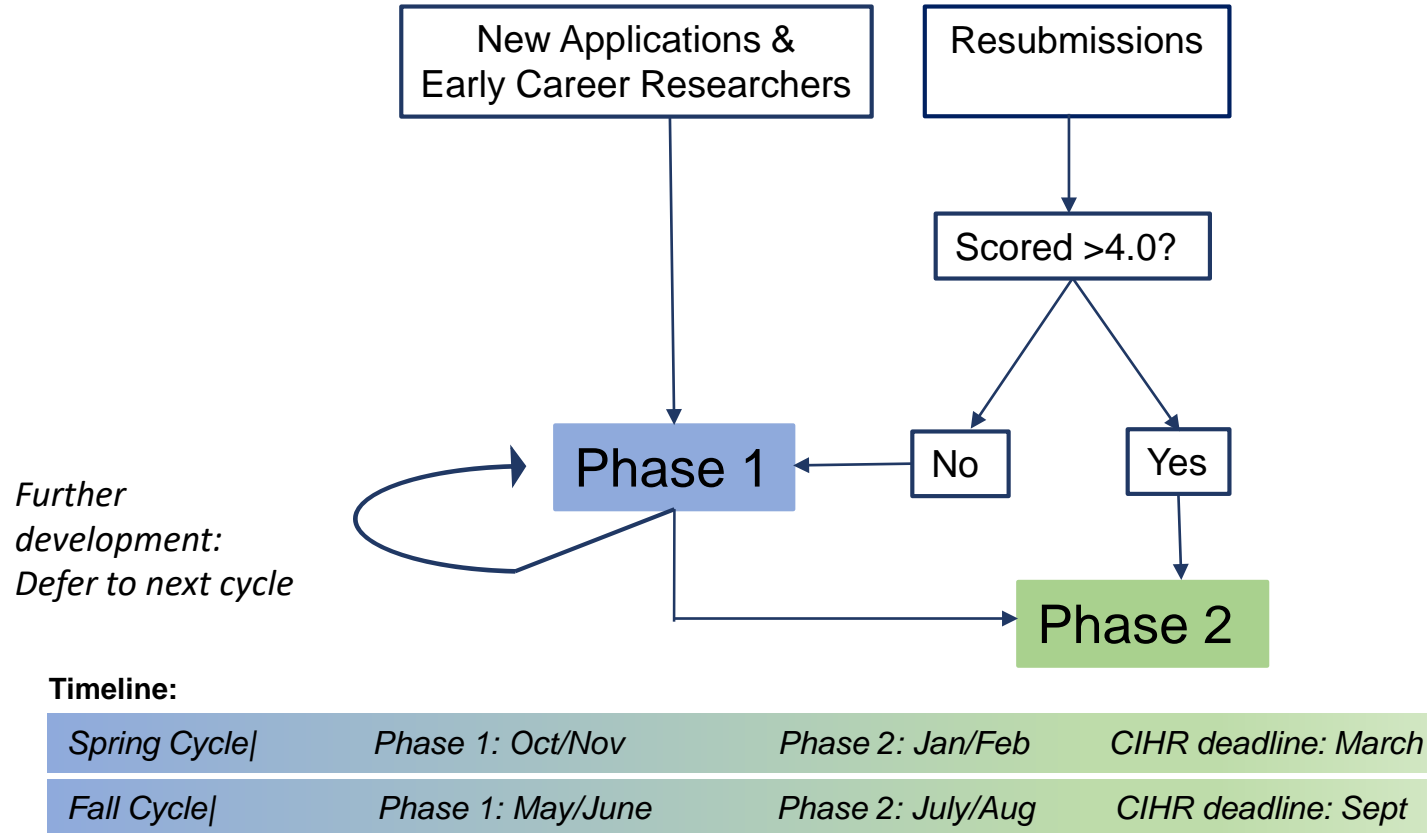 New Applications &
Early Career Researchers
Resubmissions
Scored >4.0?
No
Yes
Phase 1
Further
development:
Defer to next cycle
Phase 2
Timeline:
Spring Cycle| Phase 1: Oct/Nov Phase 2: Jan/Feb CIHR deadline: March
Fall Cycle| Phase 1: May/June Phase 2: July/Aug CIHR deadline: Sept